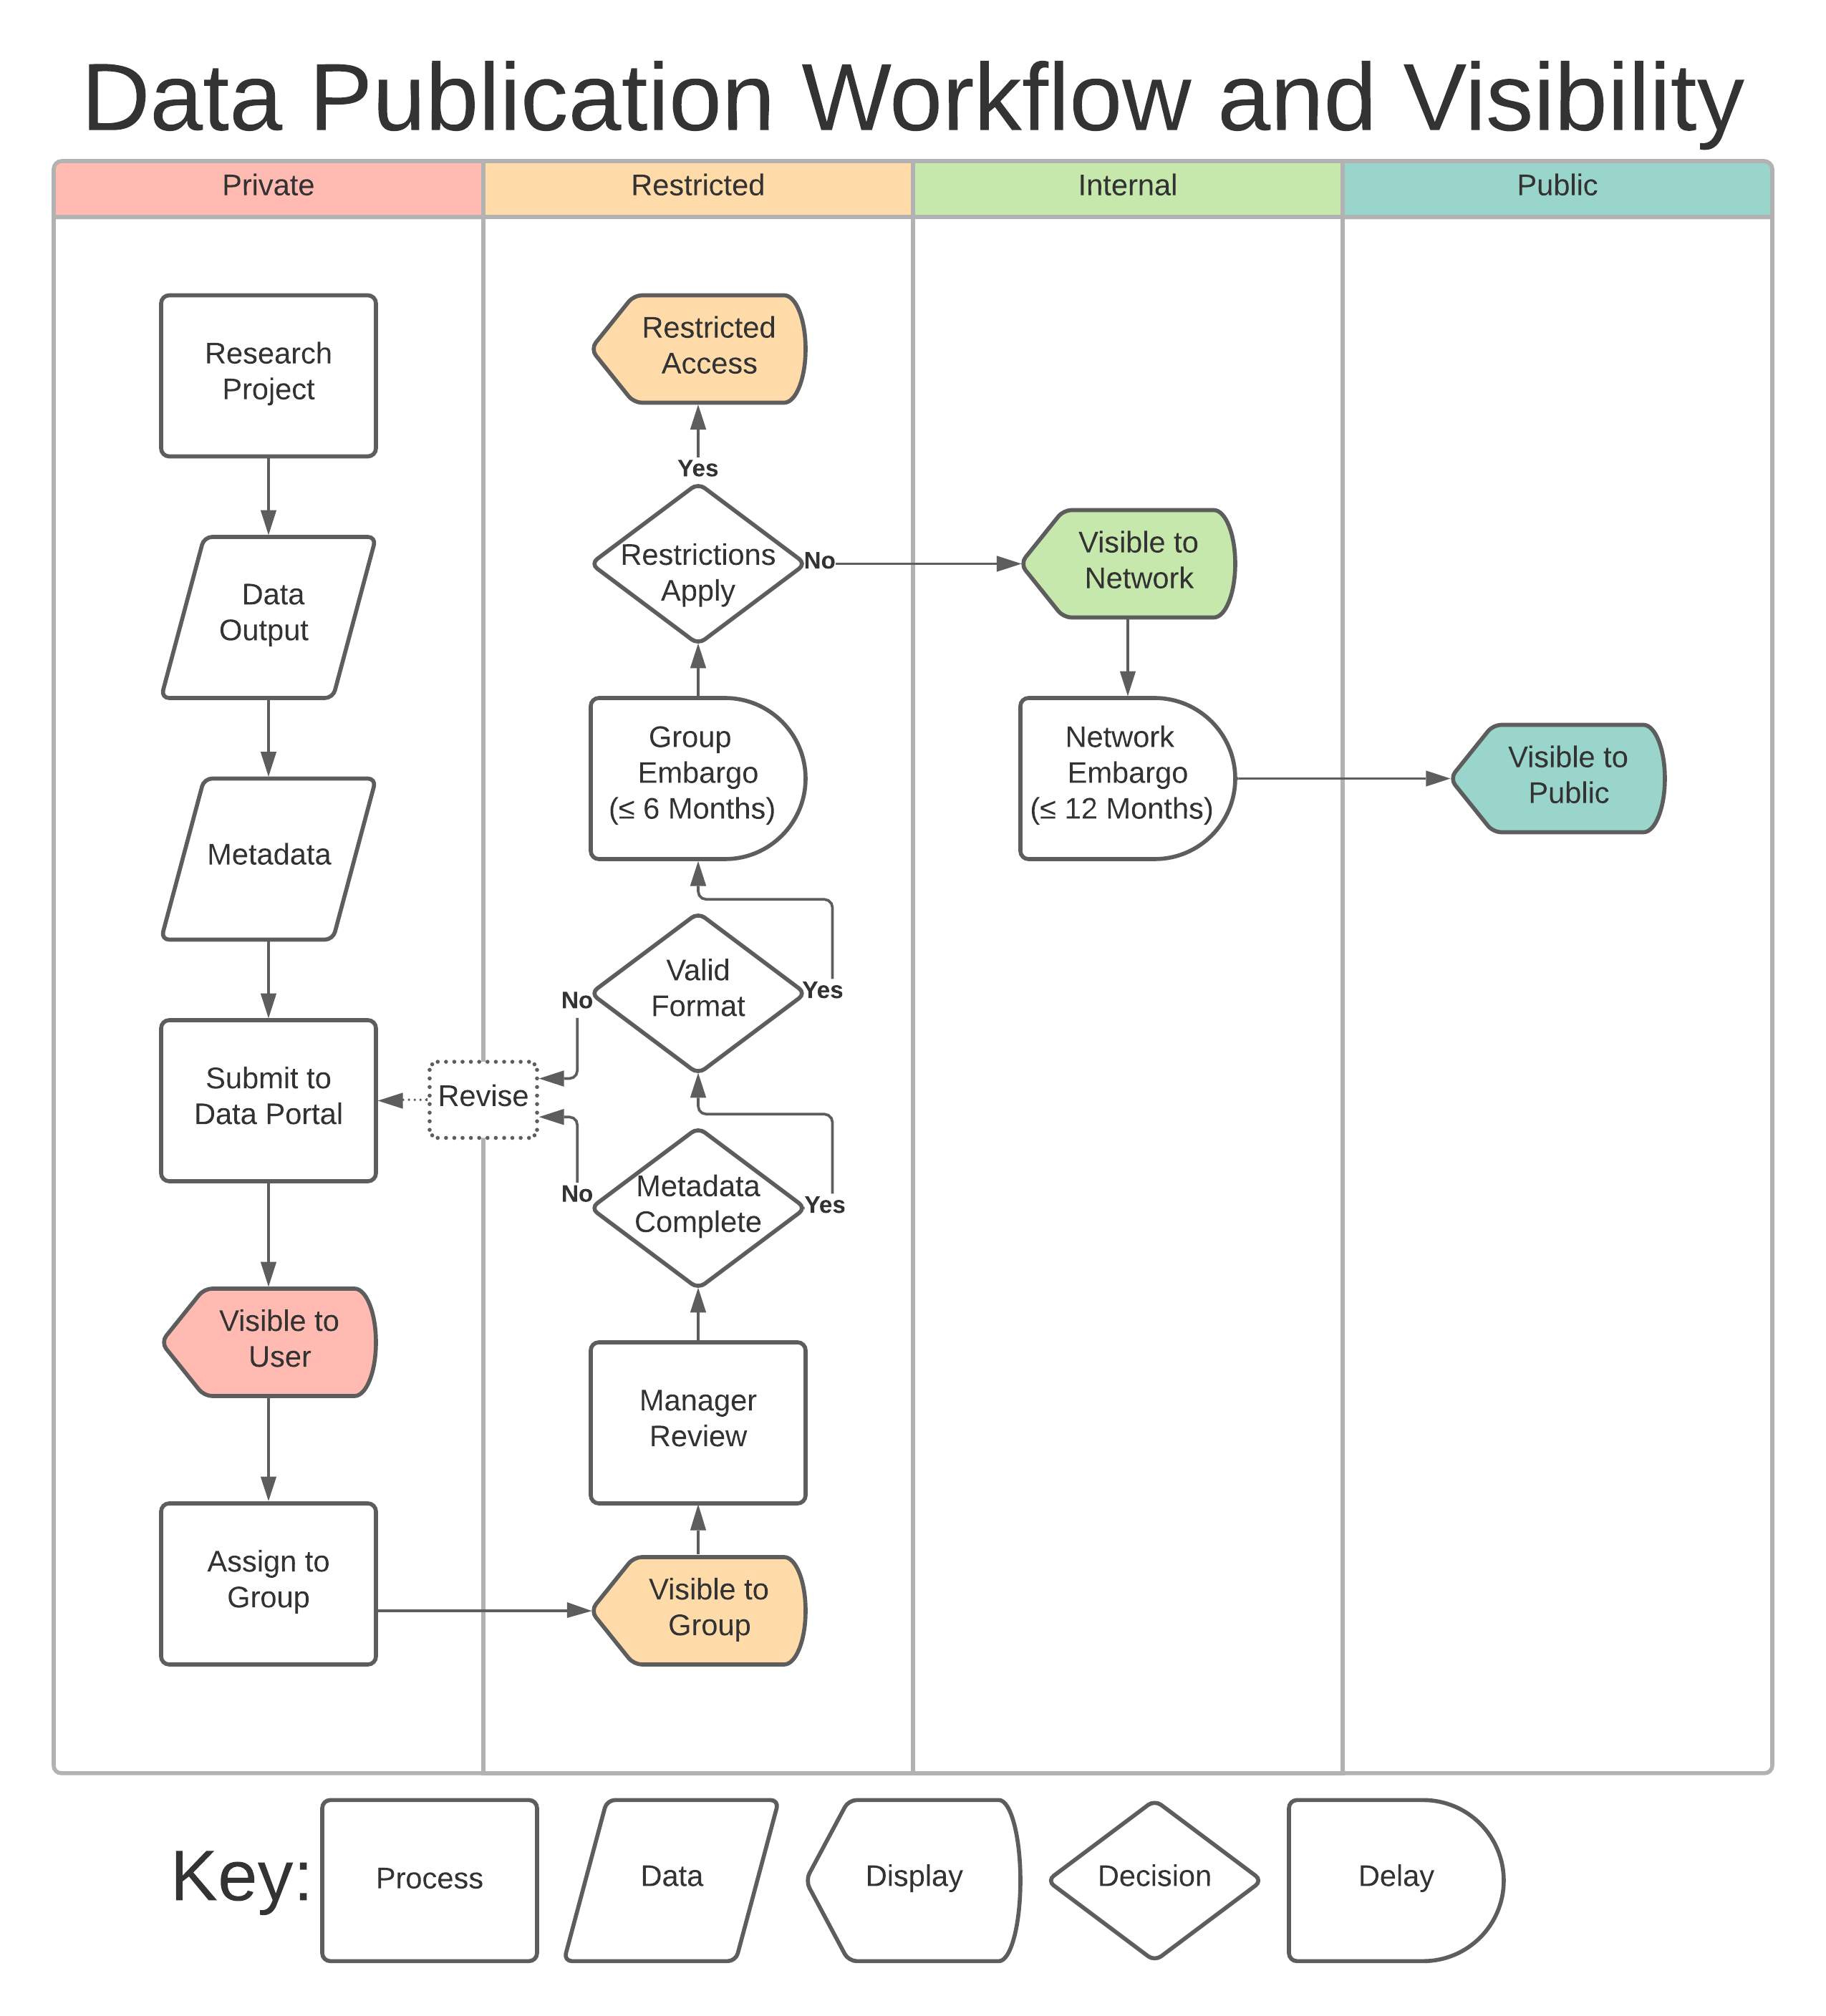 Data Publication Workflow and Visibility
Private
Restricted
Internal
Public
Research
Project
Data
Output
Metadata
Submit to
Data Portal
Visible to
User
Assign to
Group
Revise
Restricted
Access
Yes
Restrictions
Apply
No
Group
Embargo
(≤ 6 Months)
Valid
Format
No
Yes
Metadata
Complete
No
Yes
Manager
Review
Visible to
Group
Visible to
Network
Network
Embargo
(≤ 12 Months)
Visible to
Public
Key:
Process
Data
Display
Decision
Delay